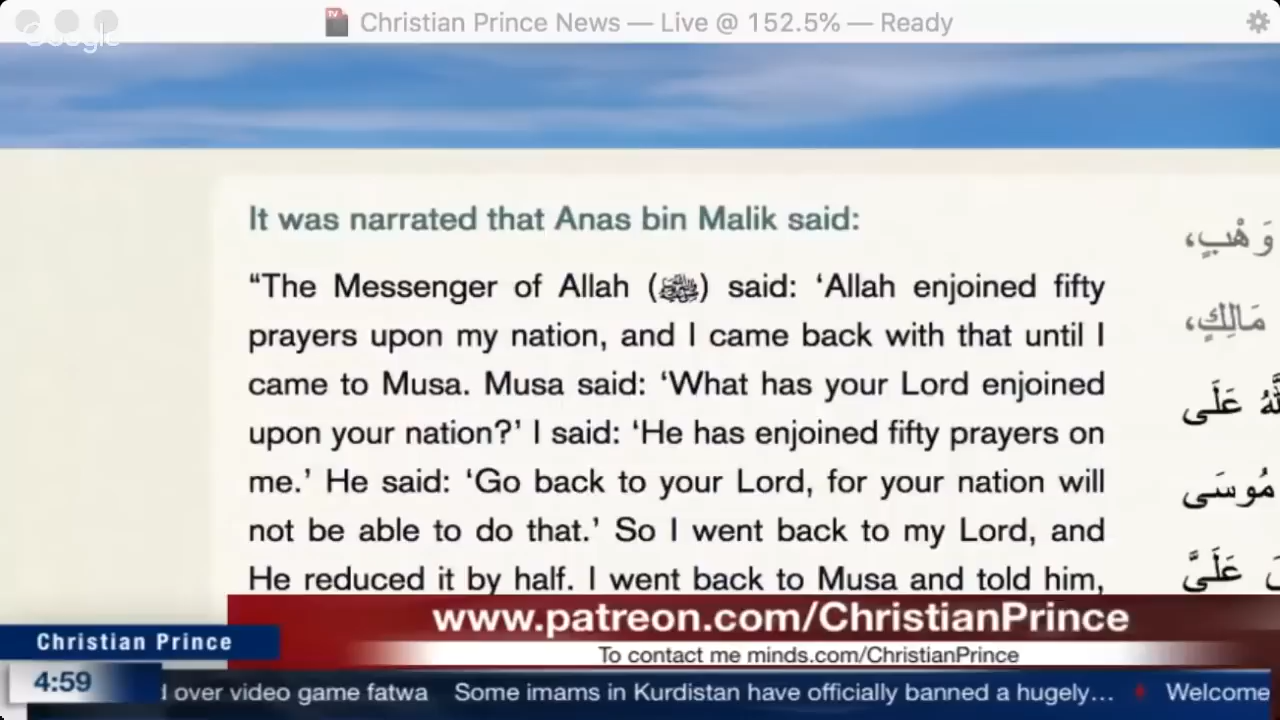 Christian Prince News — Live @ 152.5% — Ready
Google
It was narrated that Anas bin Malik said:
“The Messenger of Allah (ﷺ) said: ‘Allah enjoined fifty
prayers upon my nation, and I came back with that until I
came to Musa. Musa said: ‘What has your Lord enjoined
upon your nation?’ I said: ‘He has enjoined fifty prayers on
me.’ He said: ‘Go back to your Lord, for your nation will
not be able to do that.’ So I went back to my Lord, and
He reduced it by half. I went back to Musa and told him,
وَهْبٍ،
مَالِكٍ،
عَلَى
مُوسَى
عَلَىَّ
www.patreon.com/ChristianPrince
To contact me minds.com/ChristianPrince
Christian Prince
4:59
over video game fatwa Some imams in Kurdistan have officially banned a hugely... Welcome